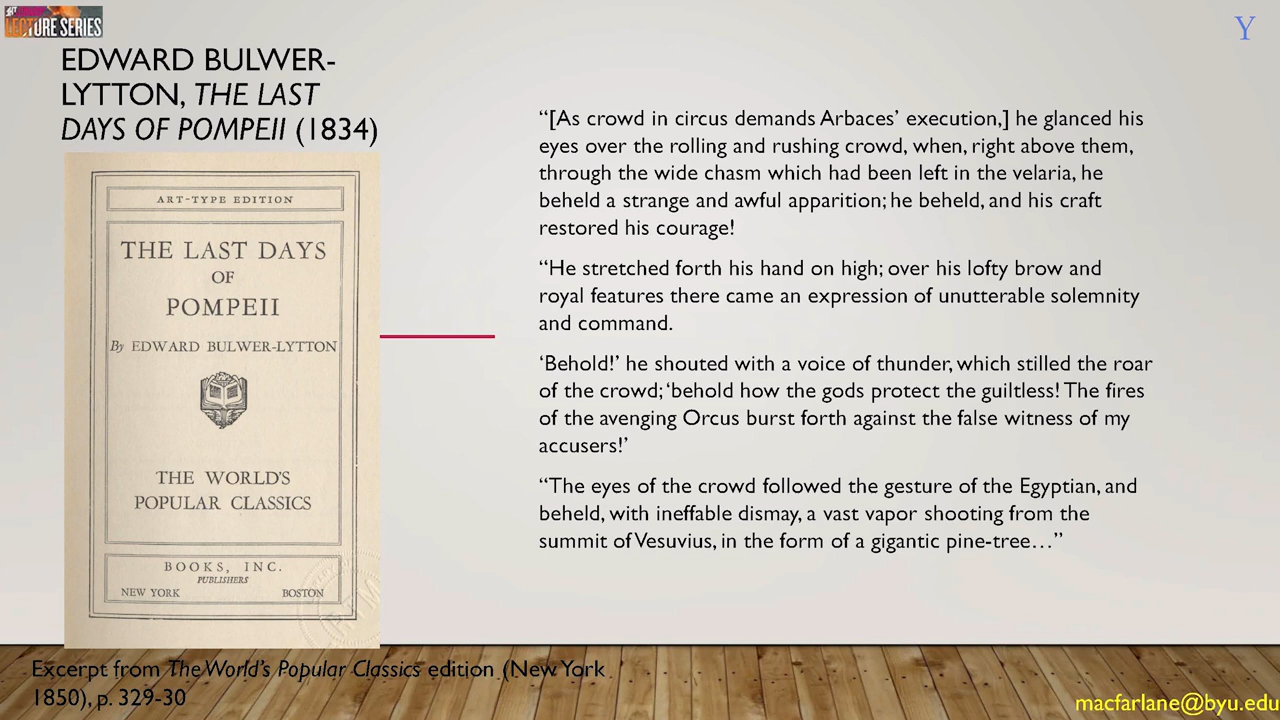 LECTURE SERIES
Y
EDWARD BULWER-
LYTTON, THE LAST
DAYS OF POMPEII (1834)
ART-TYPE EDITION
THE LAST DAYS
OF
POMPEII
By EDWARD BULWER-LYTTON
THE WORLD'S
POPULAR CLASSICS
BOOKS, INC.
PUBLISHERS
NEW YORK BOSTON
“[As crowd in circus demands Arbaces’ execution,] he glanced his
eyes over the rolling and rushing crowd, when, right above them,
through the wide chasm which had been left in the velaria, he
beheld a strange and awful apparition; he beheld, and his craft
restored his courage!
“He stretched forth his hand on high; over his lofty brow and
royal features there came an expression of unutterable solemnity
and command.
‘Behold!’ he shouted with a voice of thunder, which stilled the roar
of the crowd; ‘behold how the gods protect the guiltless! The fires
of the avenging Orcus burst forth against the false witness of my
accusers!’
“The eyes of the crowd followed the gesture of the Egyptian, and
beheld, with ineffable dismay, a vast vapor shooting from the
summit of Vesuvius, in the form of a gigantic pine-tree…”
Excerpt from The World’s Popular Classics edition (New York
1850), p. 329-30
macfarlane@byu.edu